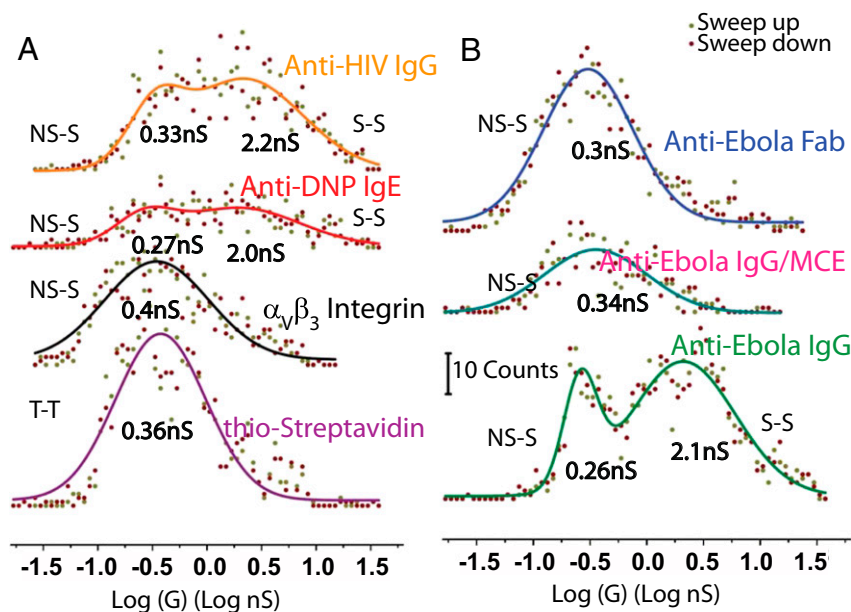 A
Anti-HIV IgG
NS-S
S-S
0.33nS
2.2nS
Anti-DNP IgE
NS-S
S-S
0.27nS
2.0nS
NS-S
0.4nS
αVβ3 Integrin
T-T
0.36nS
thio-Streptavidin
-1.5 -1.0 -0.5 0.0 0.5 1.0 1.5
Log (G) (Log nS)
B
Sweep up
Sweep down
NS-S
0.3nS
Anti-Ebola Fab
Anti-Ebola IgG/MCE
NS-S
0.34nS
Anti-Ebola IgG
10 Counts
NS-S
S-S
0.26nS
2.1nS
-1.5 -1.0 -0.5 0.0 0.5 1.0 1.5
Log (G) (Log nS)